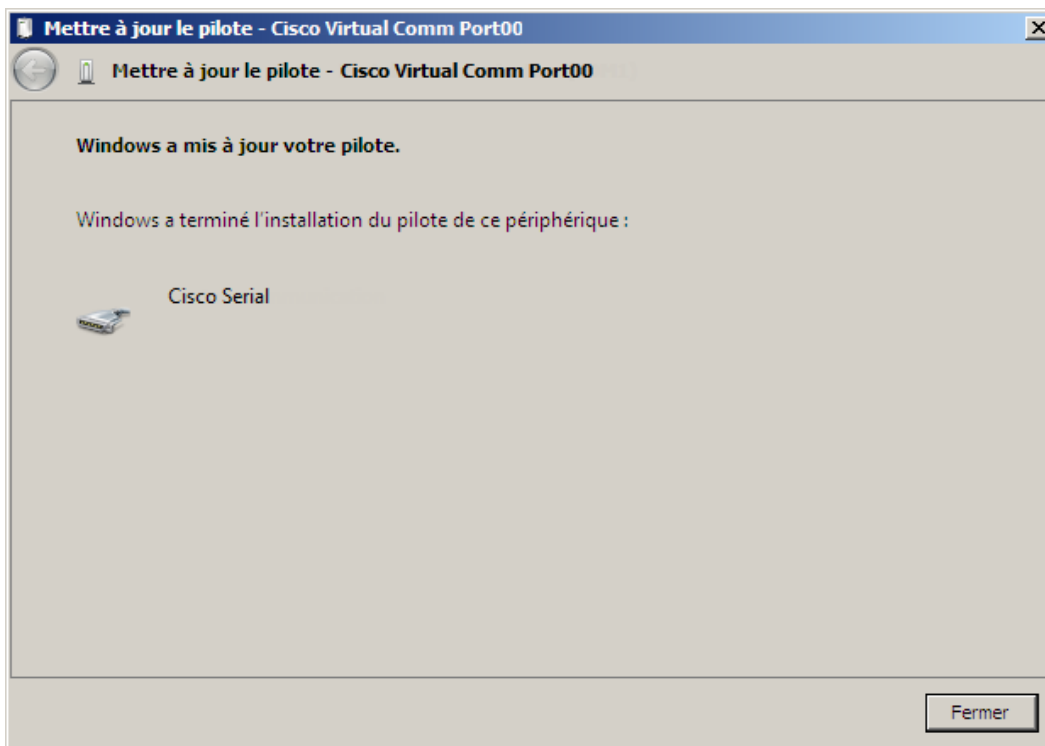 Mettre à jour le pilote - Cisco Virtual Comm Port00
Mettre à jour le pilote - Cisco Virtual Comm Port00
Windows a mis à jour votre pilote.
Windows a terminé l'installation du pilote de ce périphérique :
Cisco Serial
Fermer